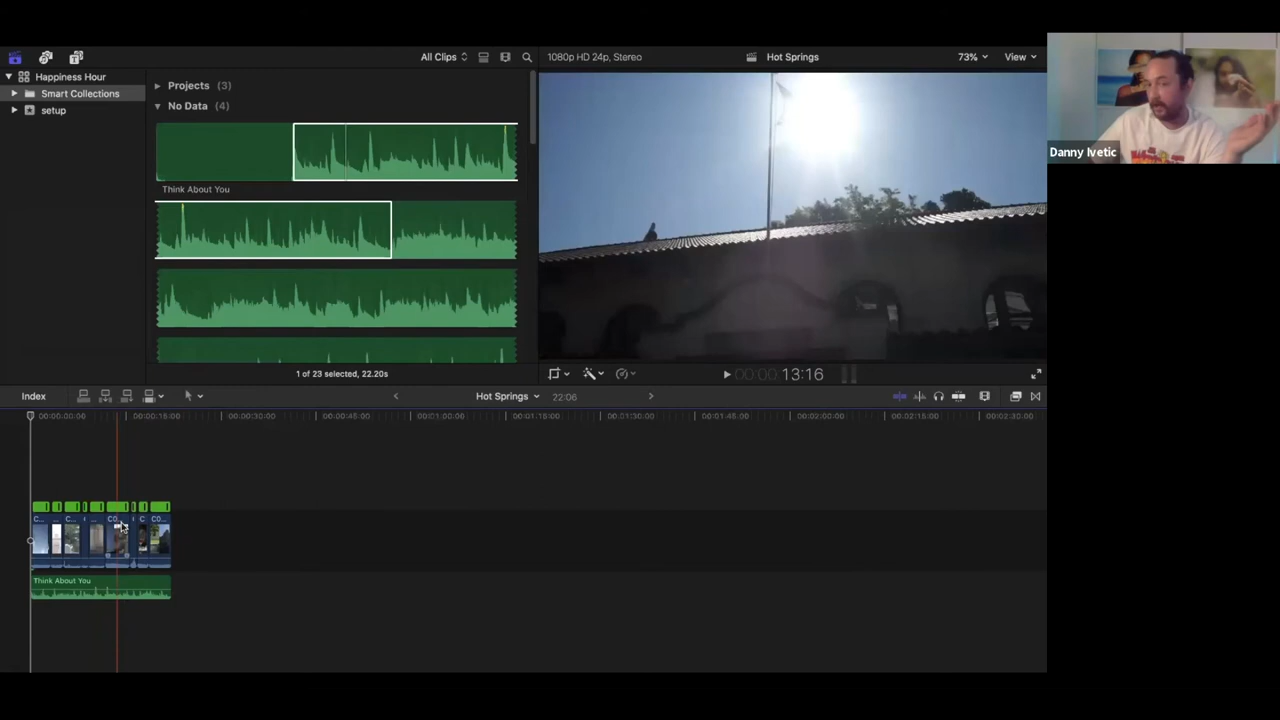 All Clips
1080p HD 24p, Stereo
Hot Springs
73%
View
Happiness Hour
Smart Collections
setup
Projects (3)
No Data (4)
Think About You
1 of 23 selected, 22.20s
00:00:13:16
Danny Ivetic
Index
Hot Springs
22:06
00:00:00:00
00:00:15:00
00:00:30:00
00:00:45:00
00:01:00:00
00:01:15:00
00:01:30:00
00:01:45:00
00:02:00:00
00:02:15:00
00:02:30:00
C...
C...
...
C0...
C
C0...
Think About You